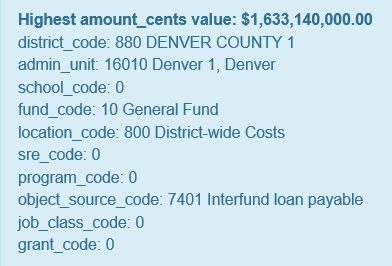 Highest amount_cents value: $1,633,140,000.00
district_code: 880 DENVER COUNTY 1
admin_unit: 16010 Denver 1, Denver
school_code: 0
fund_code: 10 General Fund
location_code: 800 District-wide Costs
sre_code: 0
program_code: 0
object_source_code: 7401 Interfund loan payable
job_class_code: 0
grant_code: 0